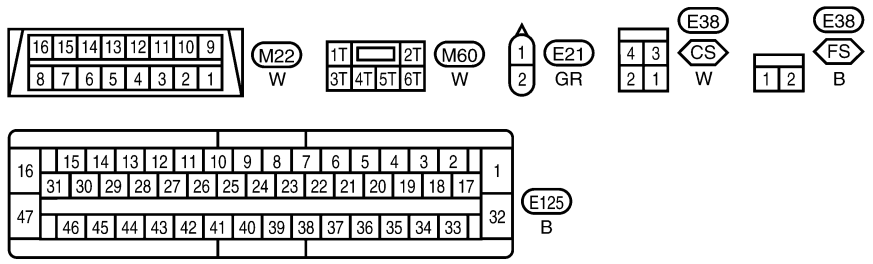 16 15 14 13 12 11 10 9
8 7 6 5 4 3 2 1
M22
W
1T 2T
3T 4T 5T 6T
M60
W
1
2
E21
GR
4 3
2 1
E38
CS
W
1 2
E38
FS
B
16 15 14 13 12 11 10 9 8 7 6 5 4 3 2 1
31 30 29 28 27 26 25 24 23 22 21 20 19 18 17
47 46 45 44 43 42 41 40 39 38 37 36 35 34 33 32
E125
B